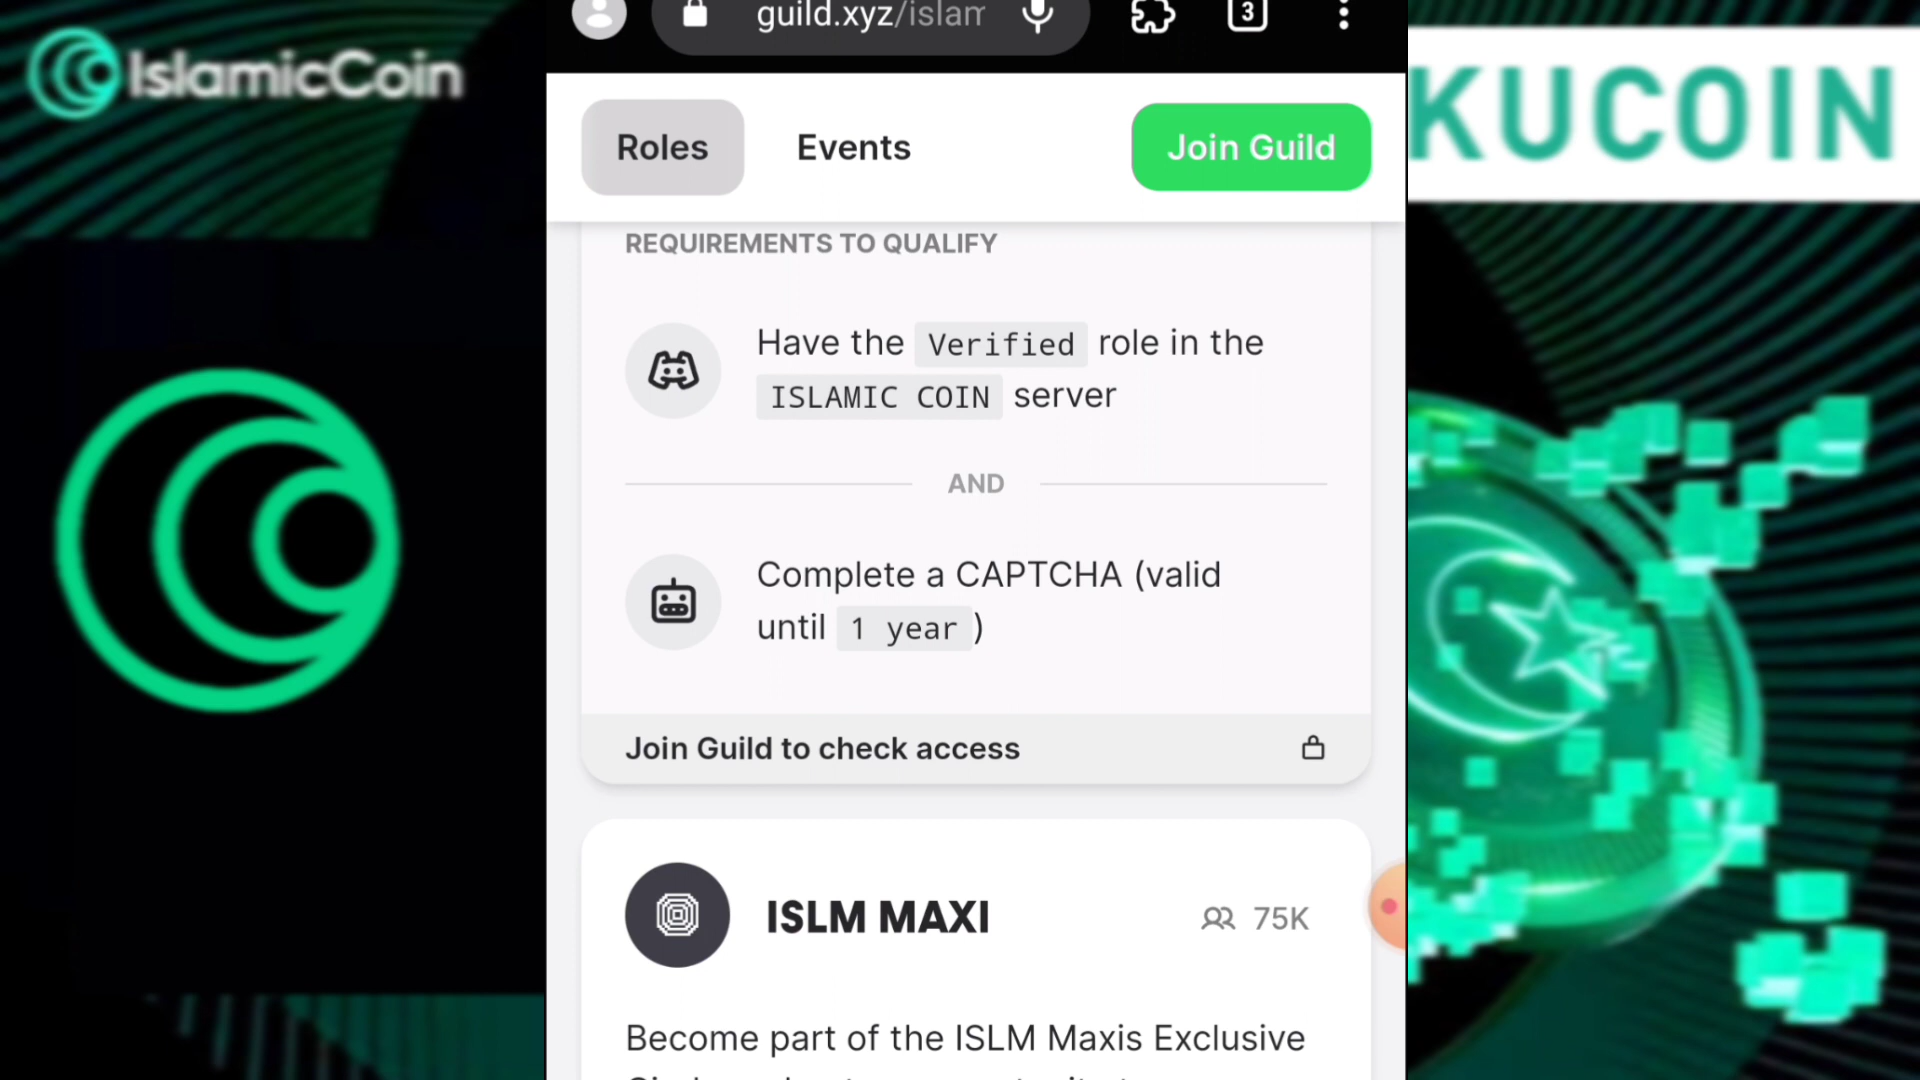 IslamicCoin
guild.xyz/islam
3
KUCOIN
Roles
Events
Join Guild
REQUIREMENTS TO QUALIFY
Have the Verified role in the
ISLAMIC COIN server
AND
Complete a CAPTCHA (valid
until 1 year )
Join Guild to check access
ISLM MAXI
75K
Become part of the ISLM Maxis Exclusive